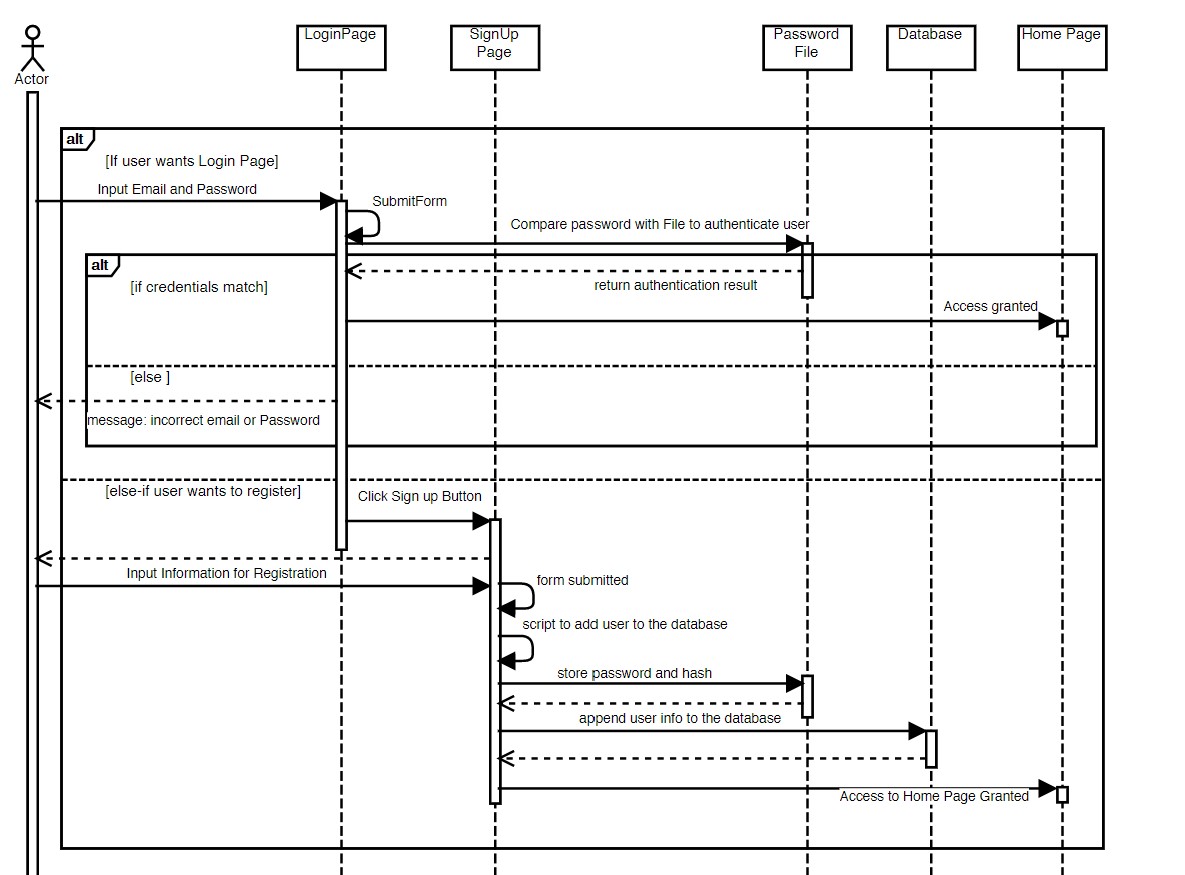 LoginPage
SignUp
Page
Password
File
Database
Home Page
Actor
alt
[If user wants Login Page]
Input Email and Password
SubmitForm
Compare password with File to authenticate user
alt
[if credentials match]
return authentication result
Access granted
[else ]
message: incorrect email or Password
[else-if user wants to register]
Click Sign up Button
Input Information for Registration
form submitted
script to add user to the database
store password and hash
append user info to the database
Access to Home Page Granted